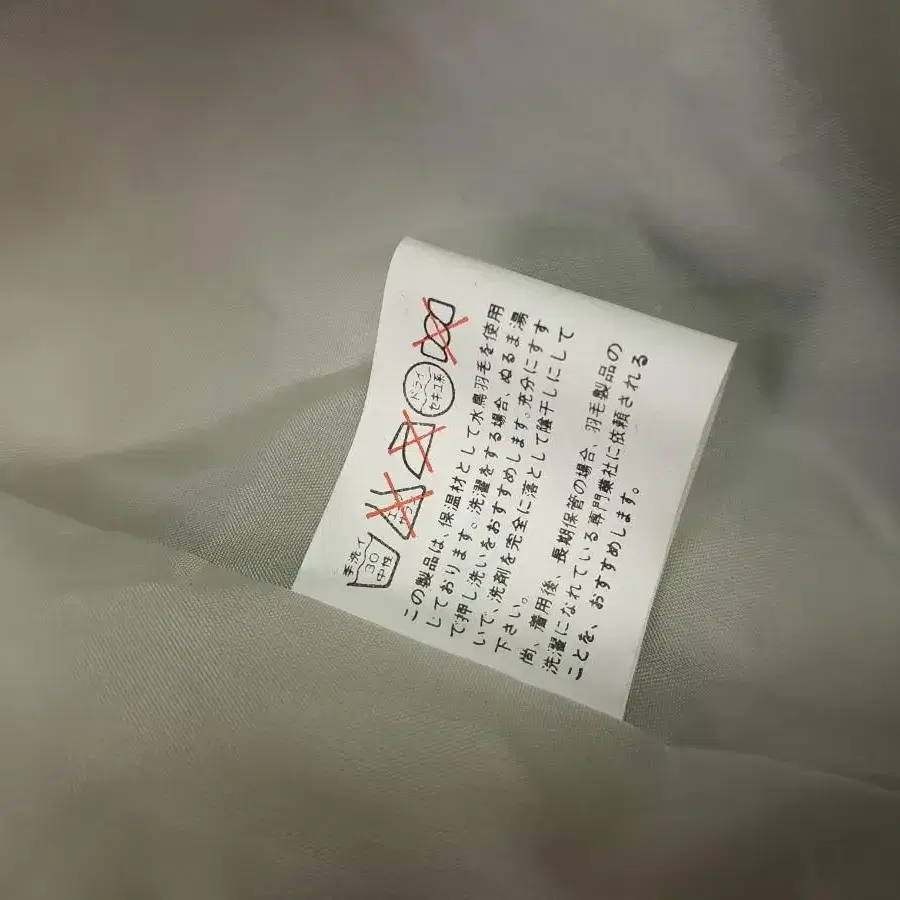 手洗イ
30
中性
エンソ
サラシ
ドライ
セキユ系
この製品は、保温材として水鳥羽毛を使用
しております。洗濯をする場合、ぬるま湯
で押し洗いをおすすめします。充分にすす
いで、洗剤を完全に落として陰干しにして
下さい。
尚、着用後、長期保管の場合、羽毛製品の
洗濯になれている専門業社に依頼される
ことを、おすすめします。